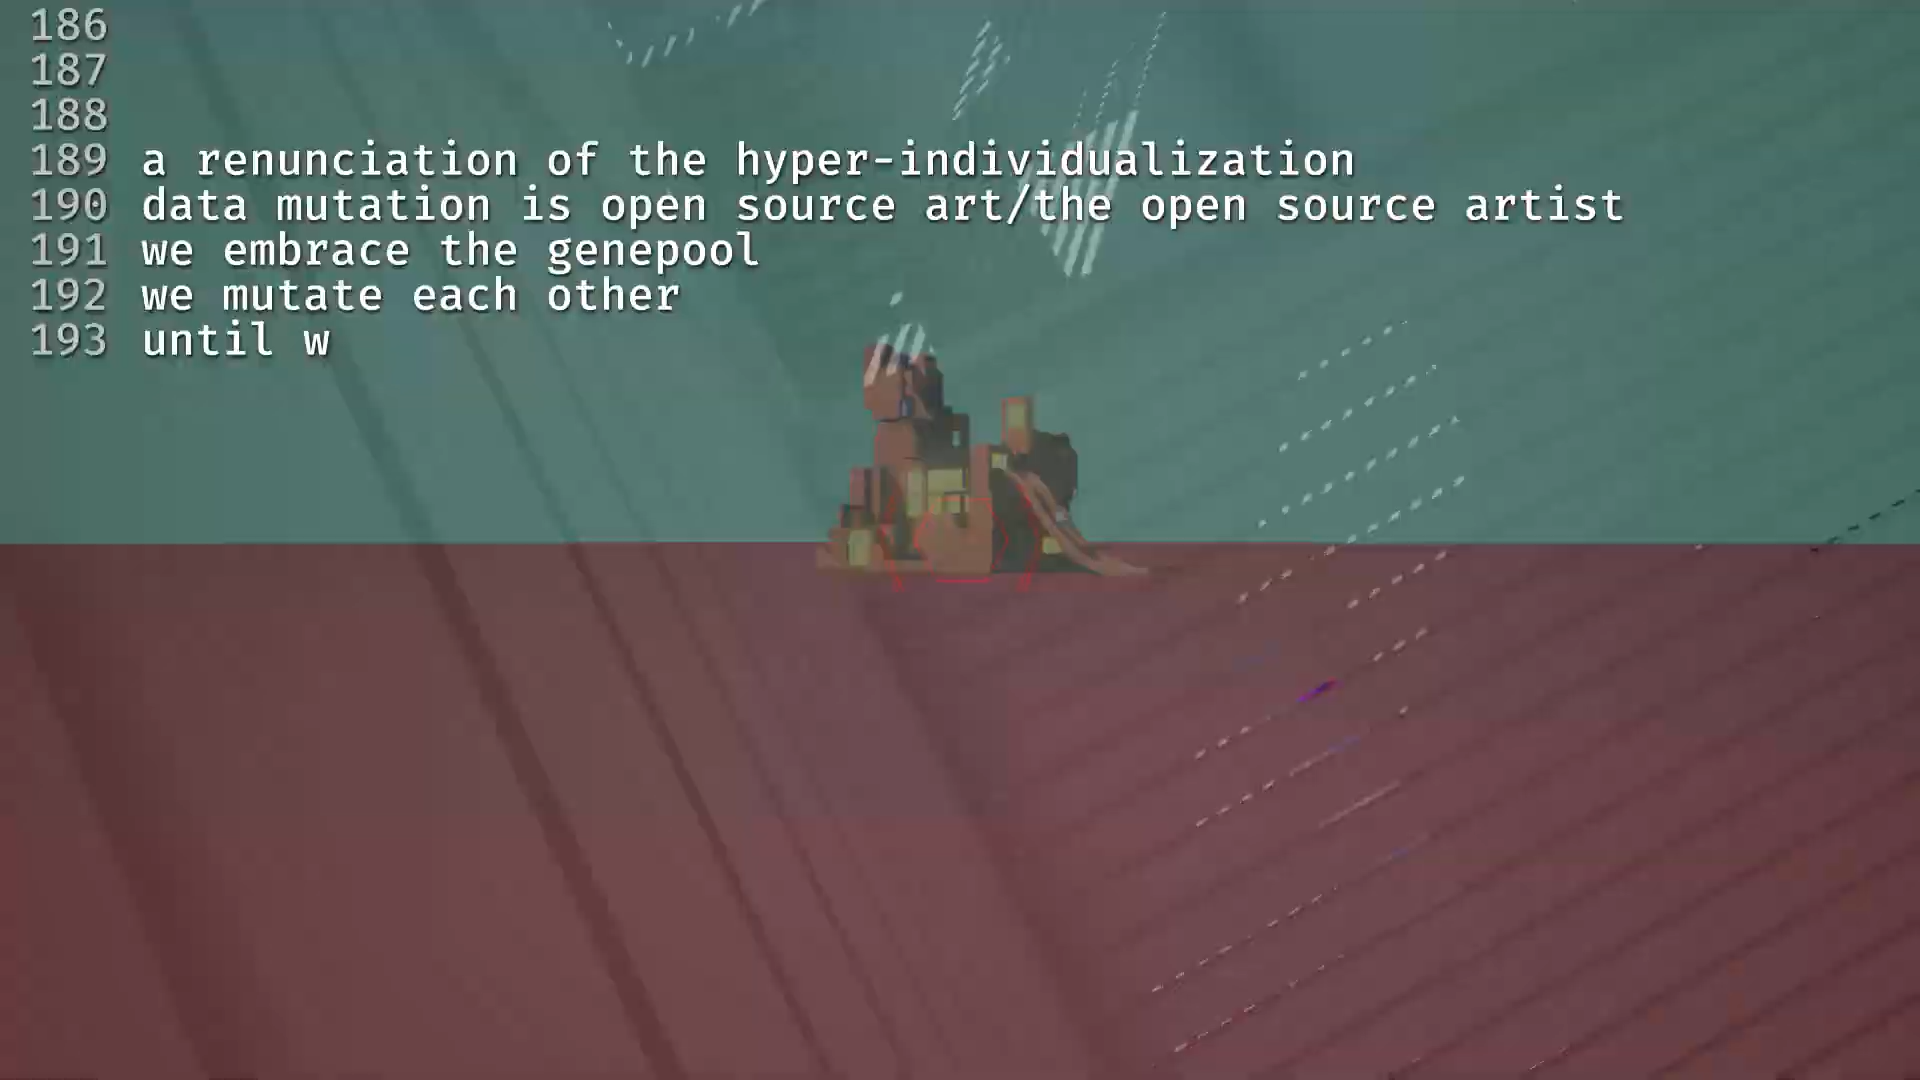 186
187
188
189 a renunciation of the hyper-individualization
190 data mutation is open source art/the open source artist
191 we embrace the genepool
192 we mutate each other
193 until w